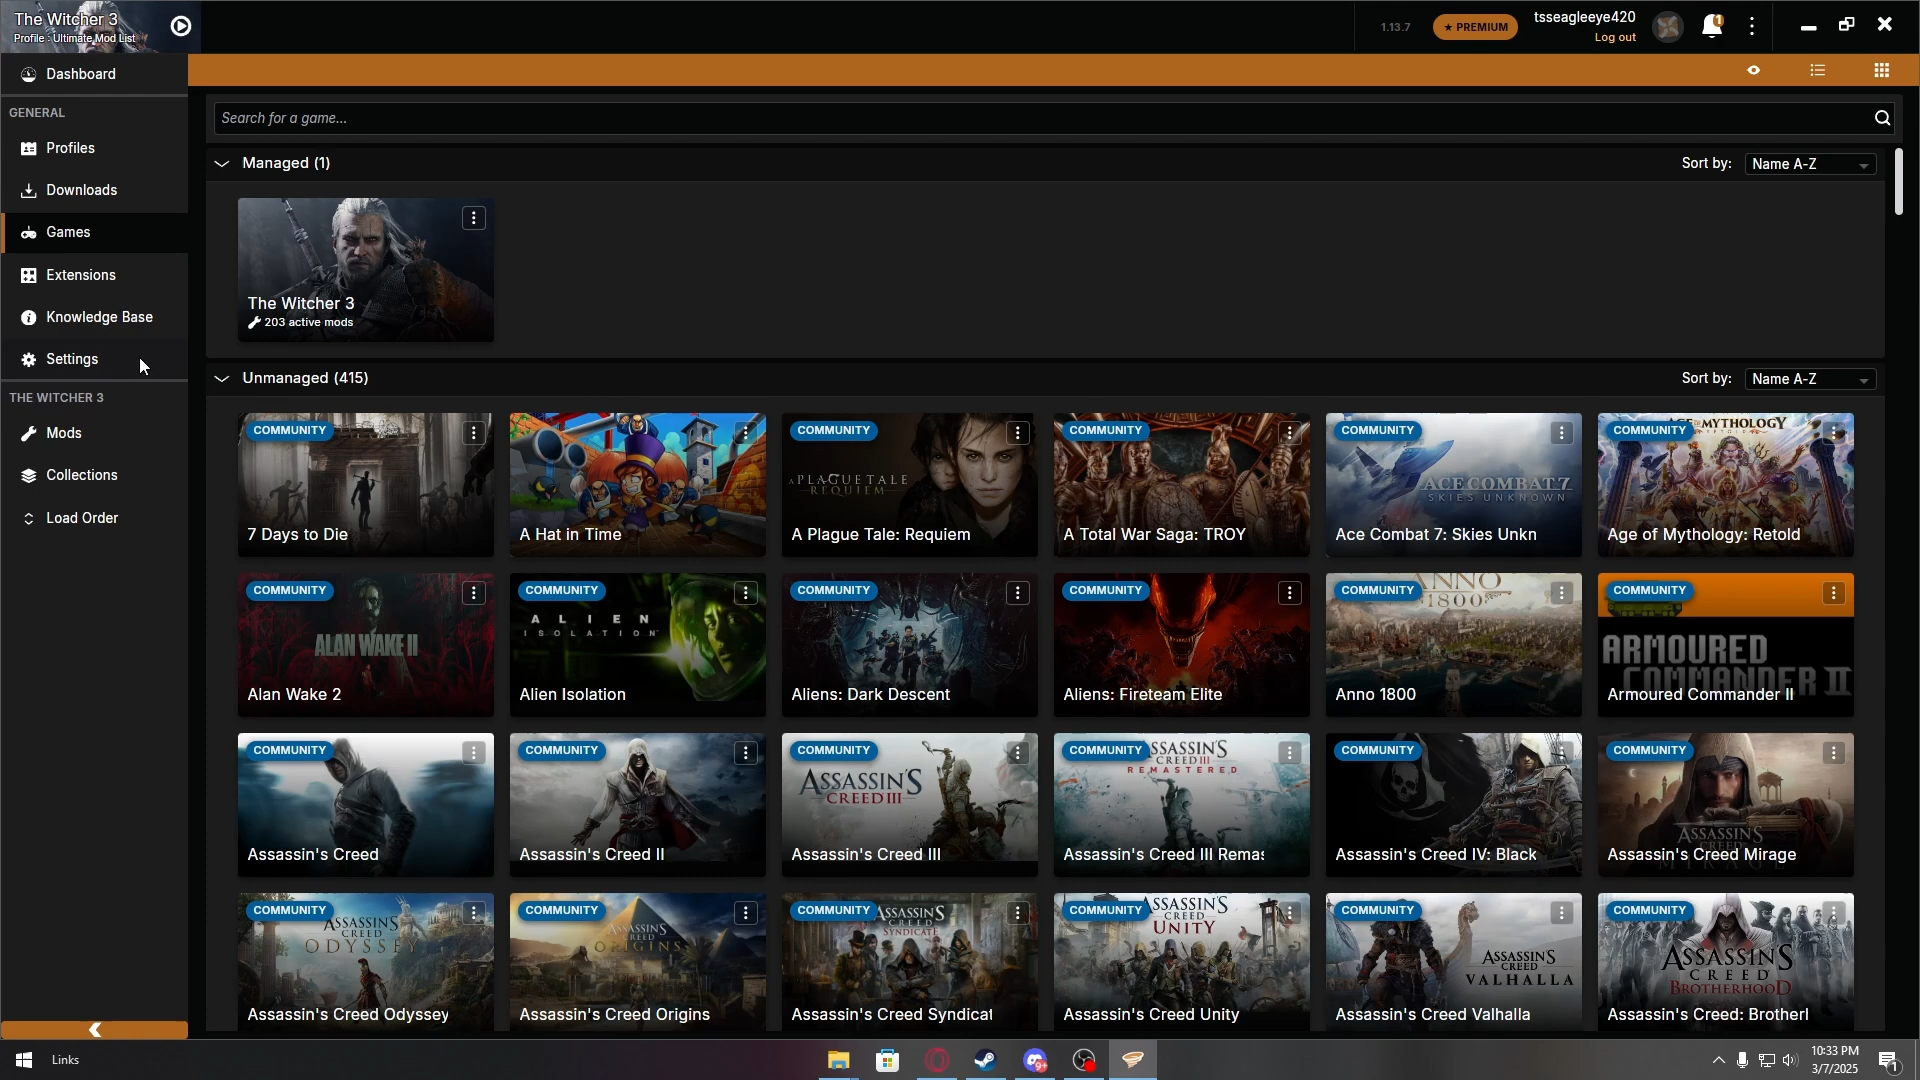 The Witcher 3
Profile : Ultimate Mod List
1.13.7
★ PREMIUM
tsseagleeye420
Log out
1
Dashboard
GENERAL
Profiles
Downloads
Games
Extensions
Knowledge Base
Settings
THE WITCHER 3
Mods
Collections
Load Order
Search for a game...
Managed (1)
Sort by:
Name A-Z
The Witcher 3
203 active mods
Unmanaged (415)
Sort by:
Name A-Z
COMMUNITY
7 Days to Die
COMMUNITY
A Hat in Time
COMMUNITY
A PLAGUE TALE
REQUIEM
A Plague Tale: Requiem
COMMUNITY
A Total War Saga: TROY
COMMUNITY
ACE COMBAT 7
SKIES UNKNOWN
Ace Combat 7: Skies Unkn
COMMUNITY
MYTHOLOGY
Age of Mythology: Retold
COMMUNITY
ALAN WAKE II
Alan Wake 2
COMMUNITY
ALIEN
ISOLATION
Alien Isolation
COMMUNITY
Aliens: Dark Descent
COMMUNITY
Aliens: Fireteam Elite
COMMUNITY
ANNO
1800
Anno 1800
COMMUNITY
ARMOURED
COMMANDER II
Armoured Commander II
COMMUNITY
Assassin's Creed
COMMUNITY
Assassin's Creed II
COMMUNITY
ASSASSIN'S
CREED III
Assassin's Creed III
COMMUNITY
ASSASSIN'S
CREED III
REMASTERED
Assassin's Creed III Remas
COMMUNITY
Assassin's Creed IV: Black
COMMUNITY
ASSASSIN'S
CREED
Assassin's Creed Mirage
COMMUNITY
ASSASSIN'S
CREED
ODYSSEY
Assassin's Creed Odyssey
COMMUNITY
ASSASSIN'S
CREED
ORIGINS
Assassin's Creed Origins
COMMUNITY
ASSASSIN'S
CREED
SYNDICATE
Assassin's Creed Syndicat
COMMUNITY
ASSASSIN'S
CREED
UNITY
Assassin's Creed Unity
COMMUNITY
ASSASSIN'S
CREED
VALHALLA
Assassin's Creed Valhalla
COMMUNITY
ASSASSIN'S
CREED
BROTHERHOOD
Assassin's Creed: Brotherl
Links
9+
10:33 PM
3/7/2025
1